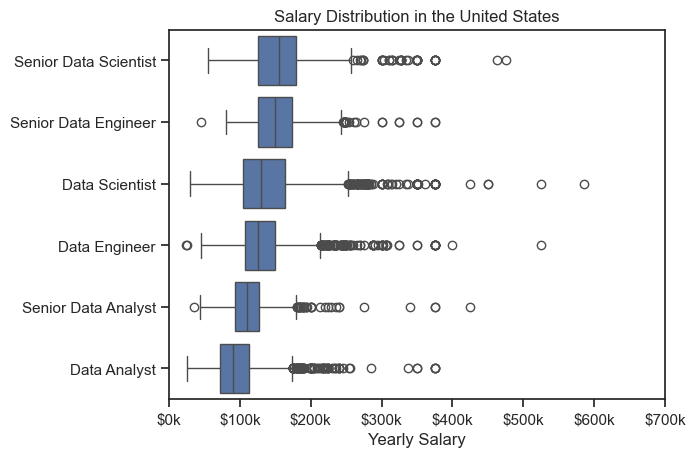 Salary Distribution in the United States
Senior Data Scientist
Senior Data Engineer
Data Scientist
Data Engineer
Senior Data Analyst
Data Analyst
$0k $100k $200k $300k $400k $500k $600k $700k
Yearly Salary